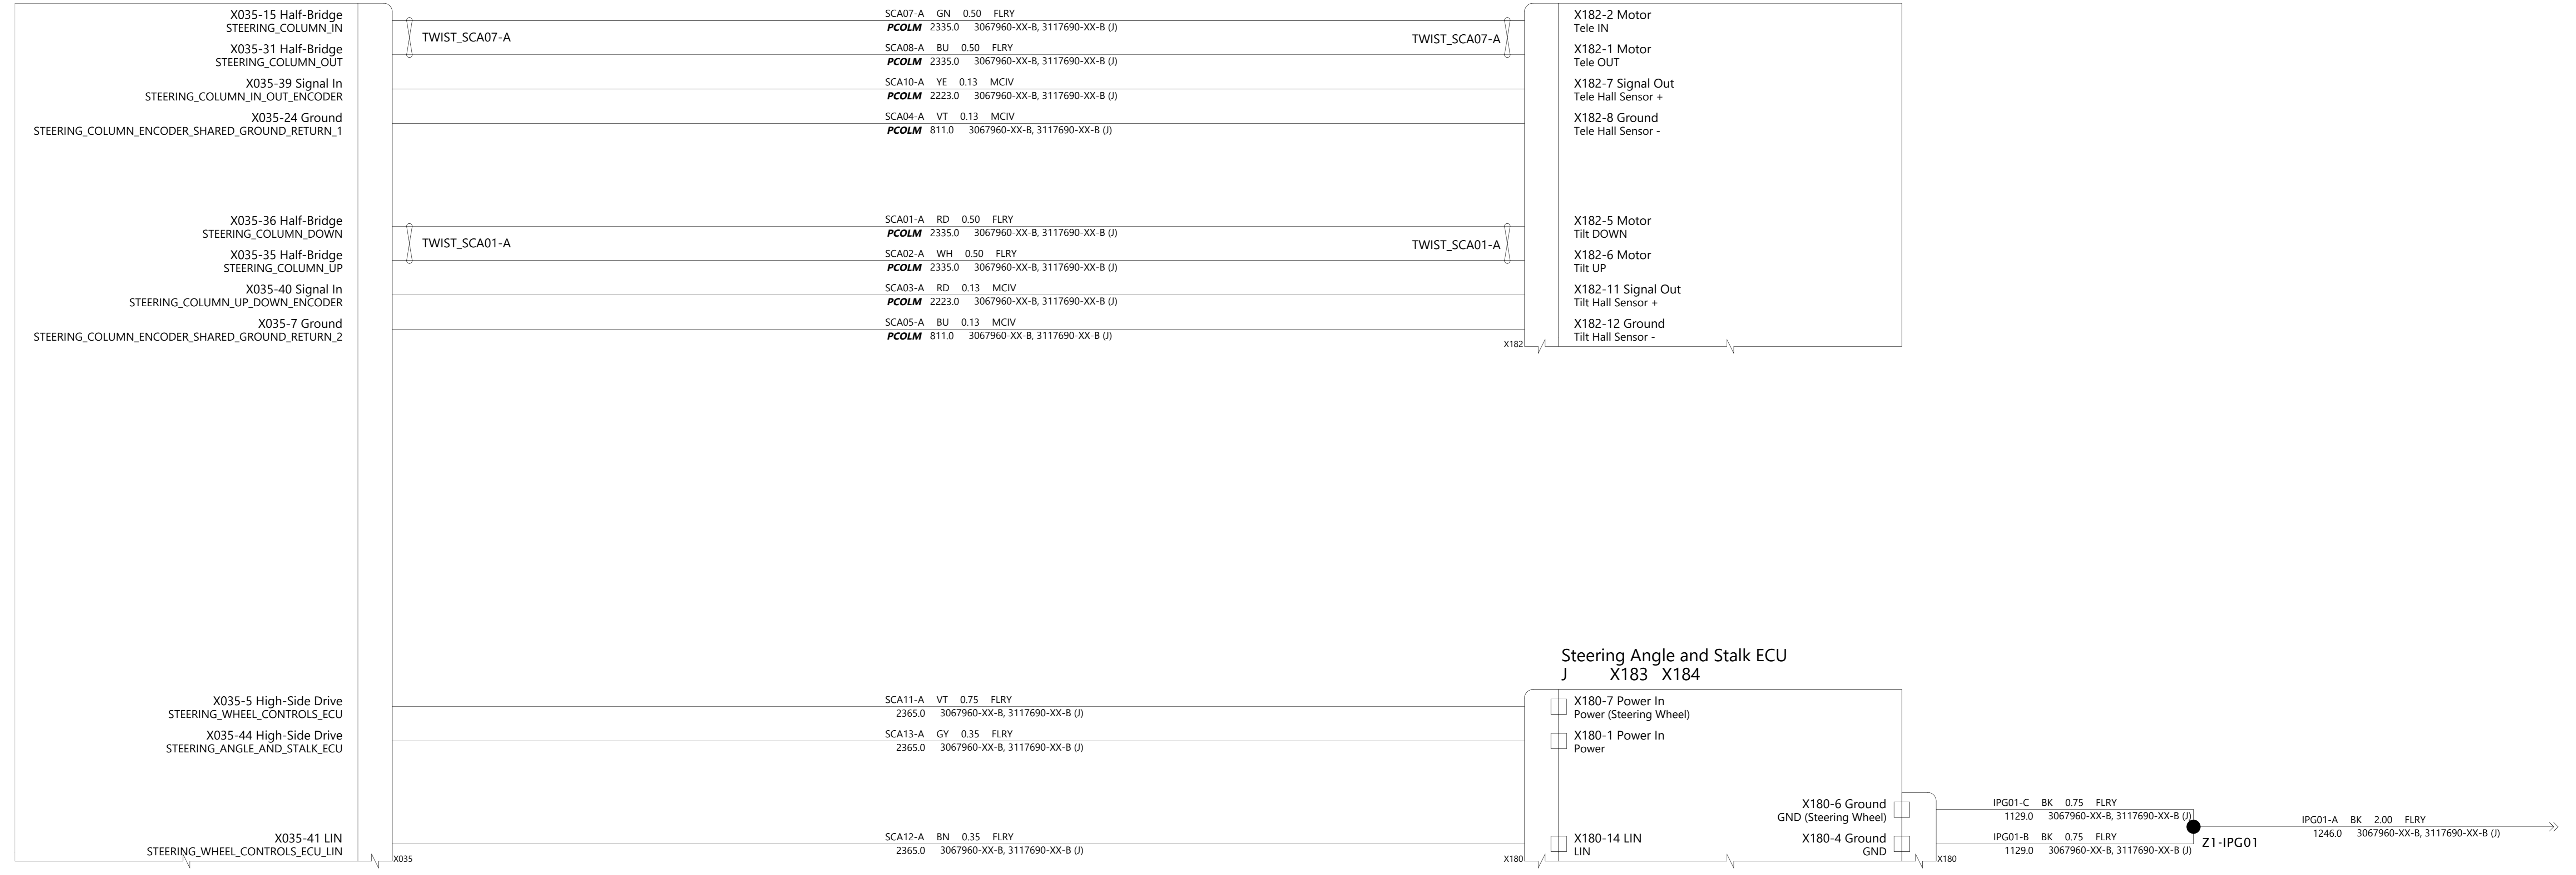 X035-15 Half-Bridge
STEERING_COLUMN_IN
SCA07-A GN 0.50 FLRY
PCOLM 2335.0 3067960-XX-B, 3117690-XX-B (J)
X182-2 Motor
Tele IN
TWIST_SCA07-A
TWIST_SCA07-A
X035-31 Half-Bridge
STEERING_COLUMN_OUT
SCA08-A BU 0.50 FLRY
PCOLM 2335.0 3067960-XX-B, 3117690-XX-B (J)
X182-1 Motor
Tele OUT
X035-39 Signal In
STEERING_COLUMN_IN_OUT_ENCODER
SCA10-A YE 0.13 MCIV
PCOLM 2223.0 3067960-XX-B, 3117690-XX-B (J)
X182-7 Signal Out
Tele Hall Sensor +
X035-24 Ground
STEERING_COLUMN_ENCODER_SHARED_GROUND_RETURN_1
SCA04-A VT 0.13 MCIV
PCOLM 811.0 3067960-XX-B, 3117690-XX-B (J)
X182-8 Ground
Tele Hall Sensor -
X035-36 Half-Bridge
STEERING_COLUMN_DOWN
SCA01-A RD 0.50 FLRY
PCOLM 2335.0 3067960-XX-B, 3117690-XX-B (J)
X182-5 Motor
Tilt DOWN
TWIST_SCA01-A
TWIST_SCA01-A
X035-35 Half-Bridge
STEERING_COLUMN_UP
SCA02-A WH 0.50 FLRY
PCOLM 2335.0 3067960-XX-B, 3117690-XX-B (J)
X182-6 Motor
Tilt UP
X035-40 Signal In
STEERING_COLUMN_UP_DOWN_ENCODER
SCA03-A RD 0.13 MCIV
PCOLM 2223.0 3067960-XX-B, 3117690-XX-B (J)
X182-11 Signal Out
Tilt Hall Sensor +
X035-7 Ground
STEERING_COLUMN_ENCODER_SHARED_GROUND_RETURN_2
SCA05-A BU 0.13 MCIV
PCOLM 811.0 3067960-XX-B, 3117690-XX-B (J)
X182-12 Ground
Tilt Hall Sensor -
X182
Steering Angle and Stalk ECU
J X183 X184
X035-5 High-Side Drive
STEERING_WHEEL_CONTROLS_ECU
SCA11-A VT 0.75 FLRY
2365.0 3067960-XX-B, 3117690-XX-B (J)
X180-7 Power In
Power (Steering Wheel)
X035-44 High-Side Drive
STEERING_ANGLE_AND_STALK_ECU
SCA13-A GY 0.35 FLRY
2365.0 3067960-XX-B, 3117690-XX-B (J)
X180-1 Power In
Power
X180-6 Ground
GND (Steering Wheel)
IPG01-C BK 0.75 FLRY
1129.0 3067960-XX-B, 3117690-XX-B (J)
IPG01-A BK 2.00 FLRY
1246.0 3067960-XX-B, 3117690-XX-B (J)
Z1-IPG01
X035-41 LIN
STEERING_WHEEL_CONTROLS_ECU_LIN
X035
SCA12-A BN 0.35 FLRY
2365.0 3067960-XX-B, 3117690-XX-B (J)
X180
X180-14 LIN
LIN
X180-4 Ground
GND
X180
IPG01-B BK 0.75 FLRY
1129.0 3067960-XX-B, 3117690-XX-B (J)